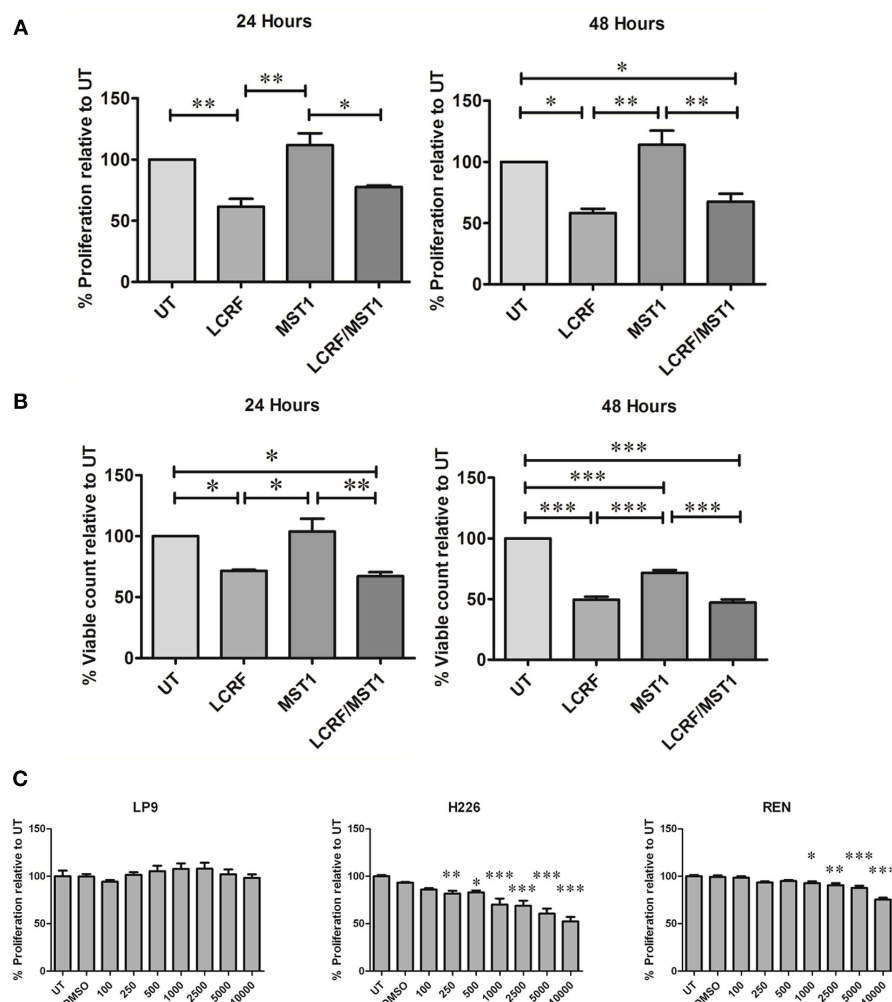 A
24 Hours
48 Hours
% Proliferation relative to UT
150
100
50
0
**
**
*
UT
LCRF
MST1
LCRF/MST1
% Proliferation relative to UT
150
100
50
0
*
*
**
**
UT
LCRF
MST1
LCRF/MST1
B
24 Hours
48 Hours
% Viable count relative to UT
150
100
50
0
*
*
*
**
UT
LCRF
MST1
LCRF/MST1
% Viable count relative to UT
150
100
50
0
***
***
***
***
***
UT
LCRF
MST1
LCRF/MST1
C
LP9
H226
REN
% Proliferation relative to UT
150
100
50
0
UT
DMSO
100
250
500
1000
2500
5000
10000
% Proliferation relative to UT
150
100
50
0
**
*
***
***
***
***
UT
DMSO
100
250
500
1000
2500
5000
10000
% Proliferation relative to UT
150
100
50
0
*
**
***
***
UT
DMSO
100
250
500
1000
2500
5000
10000